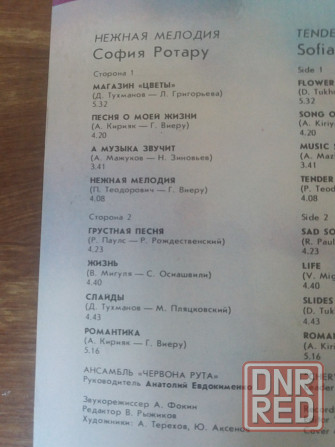 НЕЖНАЯ МЕЛОДИЯ
София Ротару
Сторона 1
МАГАЗИН «ЦВЕТЫ»
(Д. Тухманов — Л. Григорьева)
5.32
ПЕСНЯ О МОЕЙ ЖИЗНИ
(А. Кирияк — Г. Виеру)
4.20
А МУЗЫКА ЗВУЧИТ
(А. Мажуков — Н. Зиновьев)
3.41
НЕЖНАЯ МЕЛОДИЯ
(П. Теодорович — Г. Виеру)
4.08
Сторона 2
ГРУСТНАЯ ПЕСНЯ
(Р. Паулс — Р. Рождественский)
4.23
ЖИЗНЬ
(В. Мигуля — С. Осиашвили)
4.40
СЛАЙДЫ
(Д. Тухманов — М. Пляцковский)
4.43
РОМАНТИКА
(А. Кирияк — Г. Виеру)
5.16
АНСАМБЛЬ «ЧЕРВОНА РУТА»
Руководитель Анатолий Евдокименко
Звукорежиссер А. Фокин
Редактор В. Рыжиков
Художники: А. Терехов, Ю. Аксенов
TENDE
Sofia
Side 1
FLOWER
(D. Tukh
5.32
SONG O
(A. Kiriy
4.20
MUSIC
(A. Maz
3.41
TENDER
4.08
Side 2
SAD SO
(R. Paul
4.23
LIFE
(V. Mig
4.40
SLIDES
(D. Tukh
4.43
ROMAN
(A. Kiri
5.16
DNR
RED